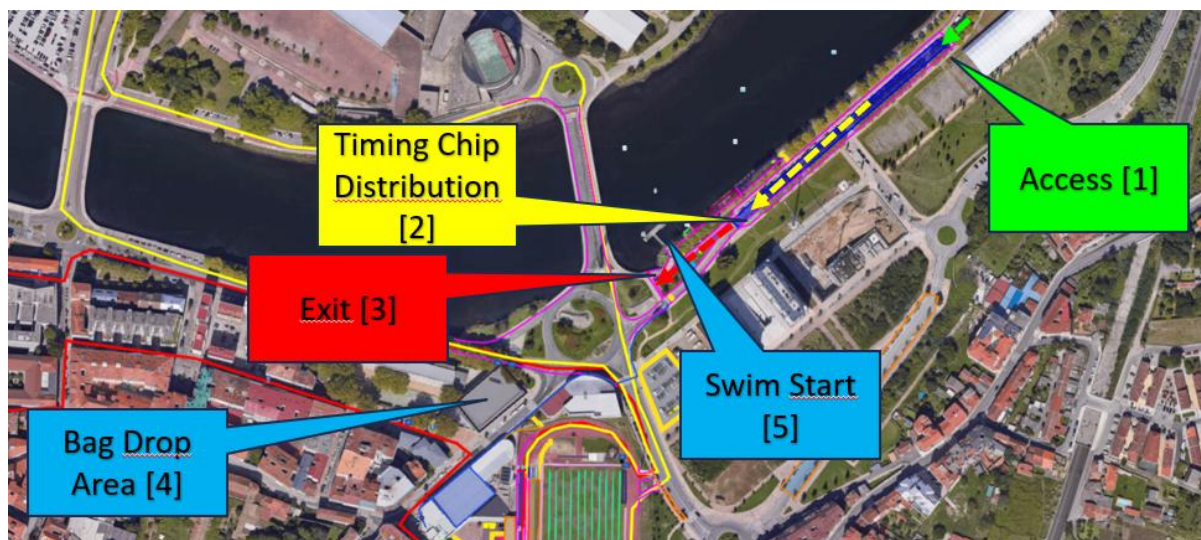 Timing Chip
Distribution
[2]
Access [1]
Exit [3]
Swim Start
[5]
Bag Drop
Area [4]